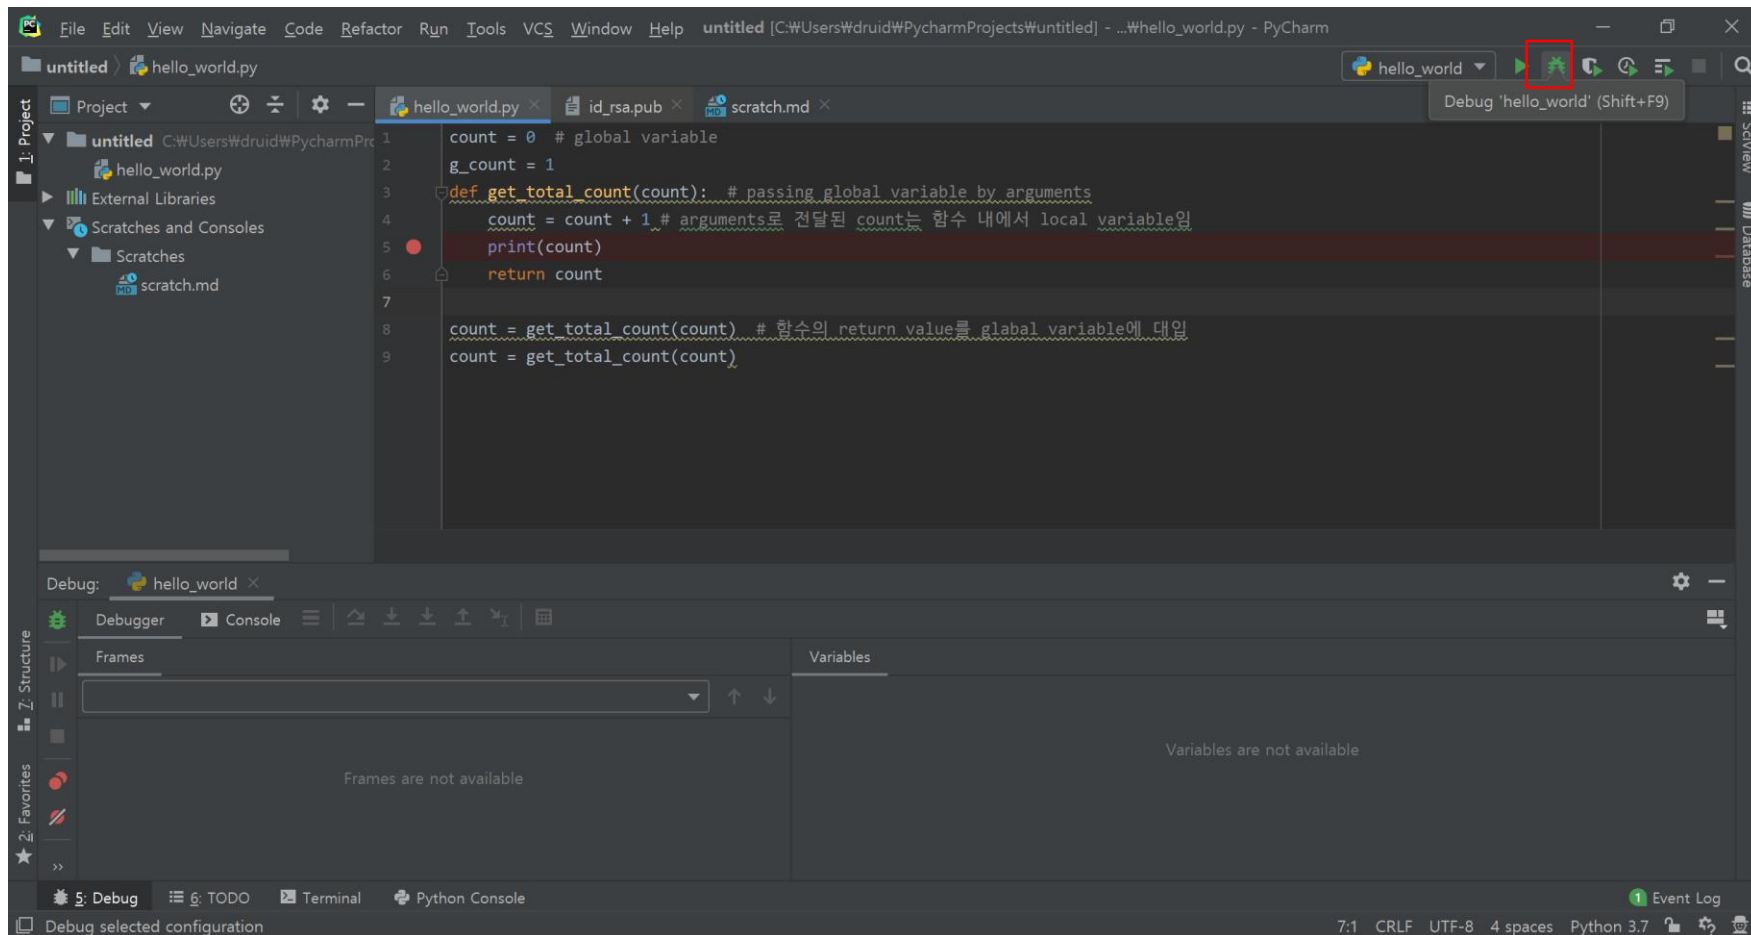 File Edit View Navigate Code Refactor Run Tools VCS Window Help untitled [C:₩Users₩druid₩PycharmProjects₩untitled] - ...₩hello_world.py - PyCharm
untitled hello_world.py hello_world
Debug 'hello_world' (Shift+F9)
1: Project
Project
hello_world.py id_rsa.pub scratch.md
untitled C:₩Users₩druid₩PycharmPro
hello_world.py
External Libraries
Scratches and Consoles
Scratches
scratch.md
1 count = 0 # global variable
2 g_count = 1
3 def get_total_count(count): # passing global variable by arguments
4 count = count + 1 # arguments로 전달된 count는 함수 내에서 local variable임
5 print(count)
6 return count
7
8 count = get_total_count(count) # 함수의 return value를 glabal variable에 대입
9 count = get_total_count(count)
SciView
Database
Debug: hello_world
Debugger Console
Frames
Variables
Frames are not available
Variables are not available
7: Structure
2: Favorites
5: Debug 6: TODO Terminal Python Console 1 Event Log
Debug selected configuration 7:1 CRLF UTF-8 4 spaces Python 3.7